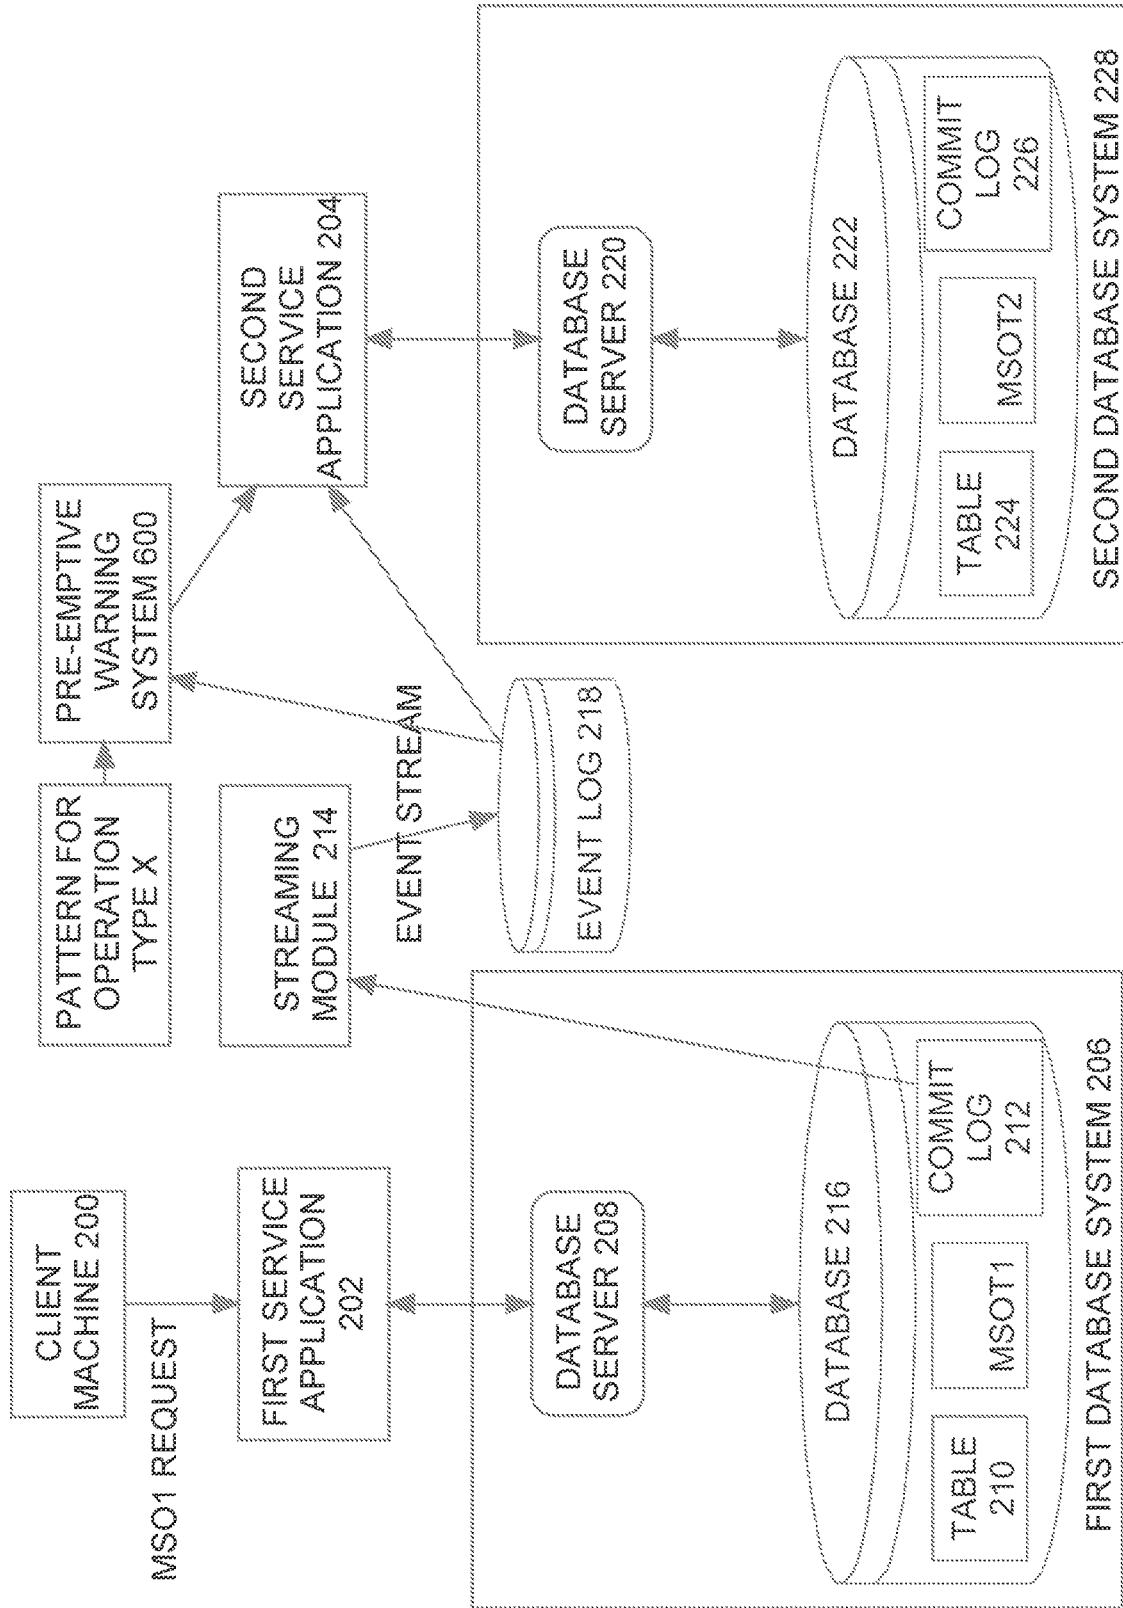 CLIENT
MACHINE 200
MSO1 REQUEST
FIRST SERVICE
APPLICATION
202
DATABASE
SERVER 208
DATABASE 216
TABLE
210
MSOT1
COMMIT
LOG
212
FIRST DATABASE SYSTEM 206
PATTERN FOR
OPERATION
TYPE X
STREAMING
MODULE 214
EVENT STREAM
EVENT LOG 218
PRE-EMPTIVE
WARNING
SYSTEM 600
SECOND
SERVICE
APPLICATION 204
DATABASE
SERVER 220
DATABASE 222
TABLE
224
MSOT2
COMMIT
LOG
226
SECOND DATABASE SYSTEM 228